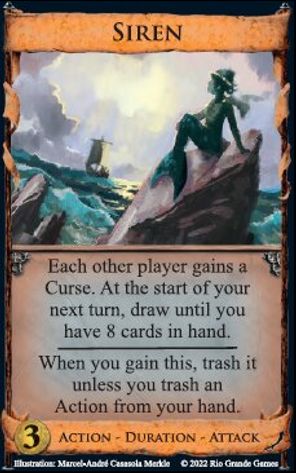 SIREN
Each other player gains a
Curse. At the start of your
next turn, draw until you
have 8 cards in hand.
When you gain this, trash it
unless you trash an
Action from your hand.
3 ACTION - DURATION - ATTACK
Illustration: Marcel-André Casasola Merkle © 2022 Rio Grande Games